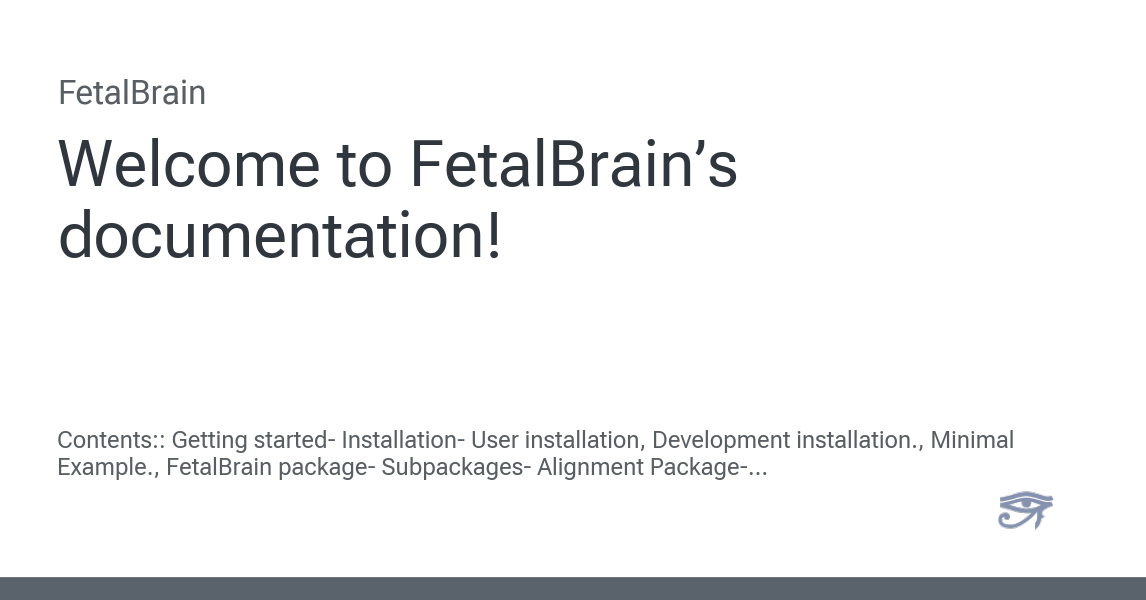 FetalBrain
Welcome to FetalBrain’s
documentation!
Contents:: Getting started- Installation- User installation, Development installation., Minimal
Example., FetalBrain package- Subpackages- Alignment Package-...